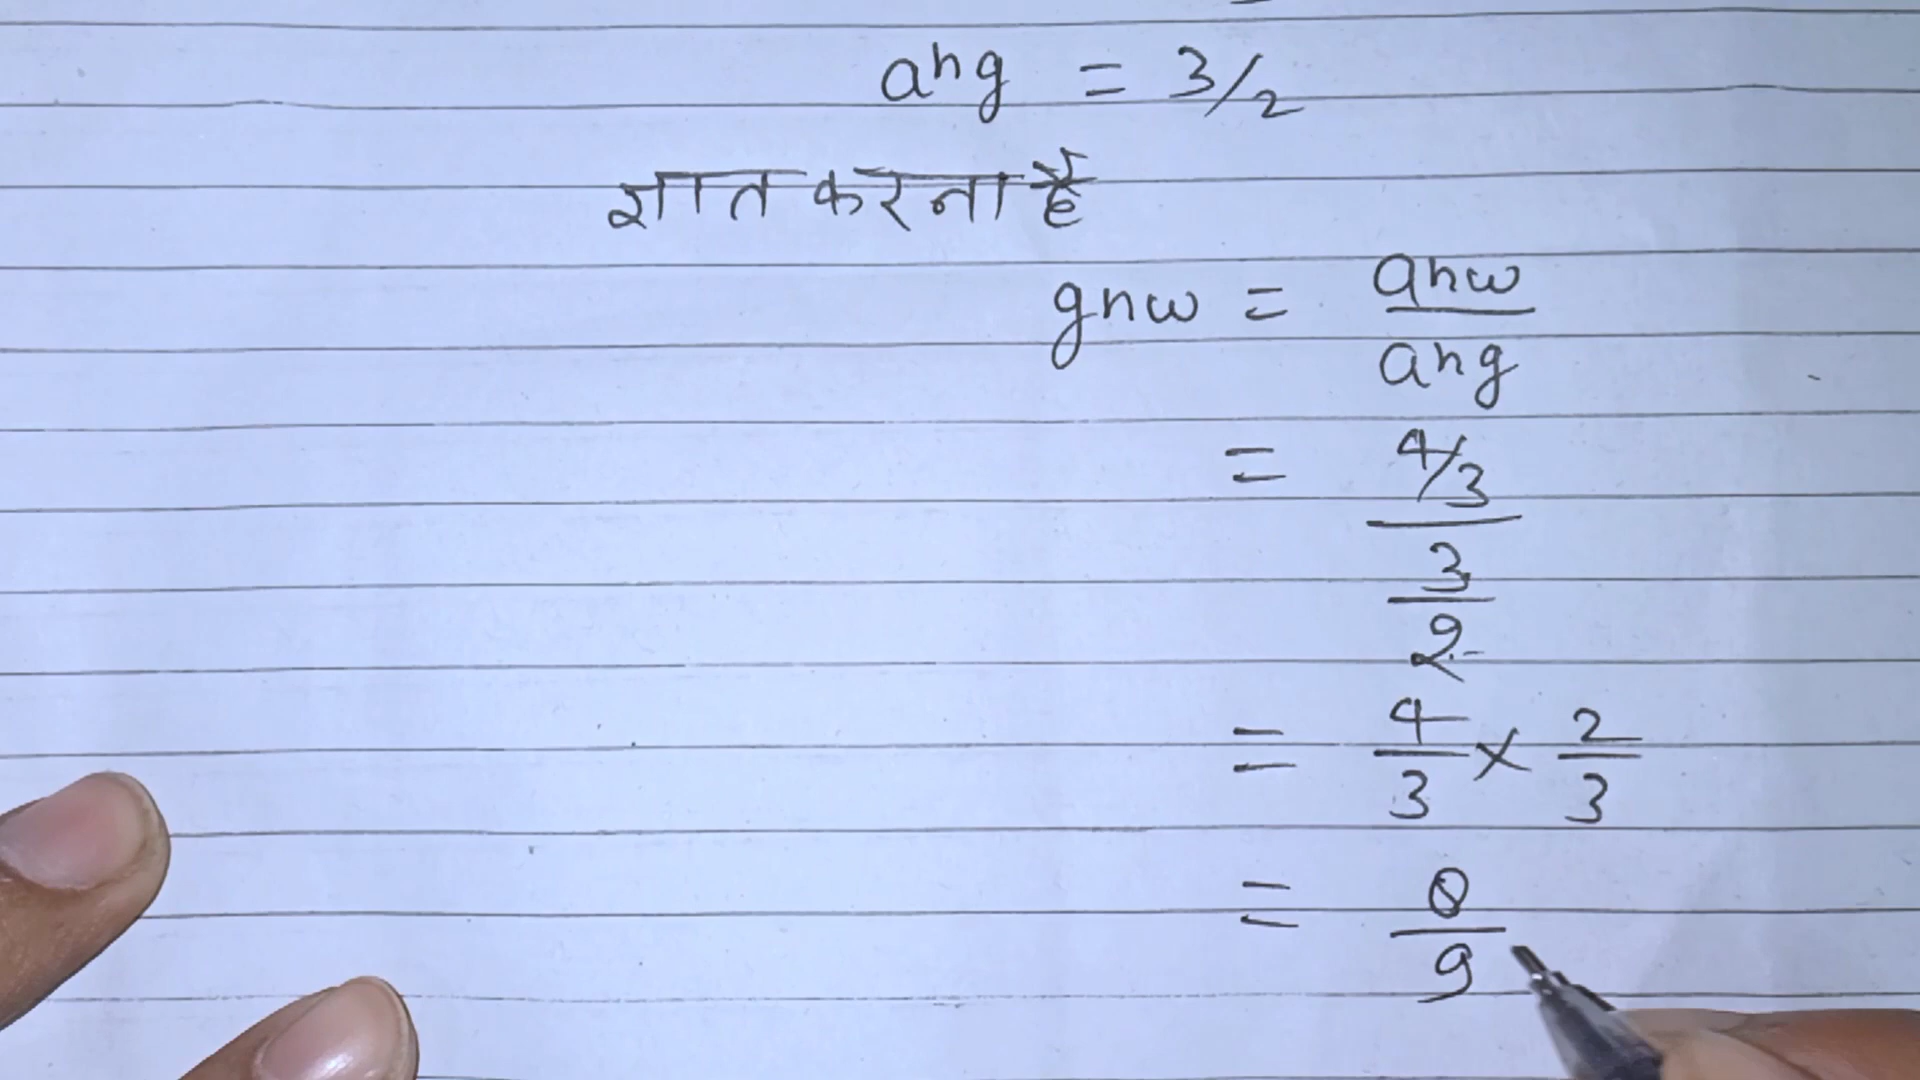 ang = 3/2
ज्ञात करना है
gnw = anw / ang
= 4/3 / 3/2
= 4/3 × 2/3
= 8/9